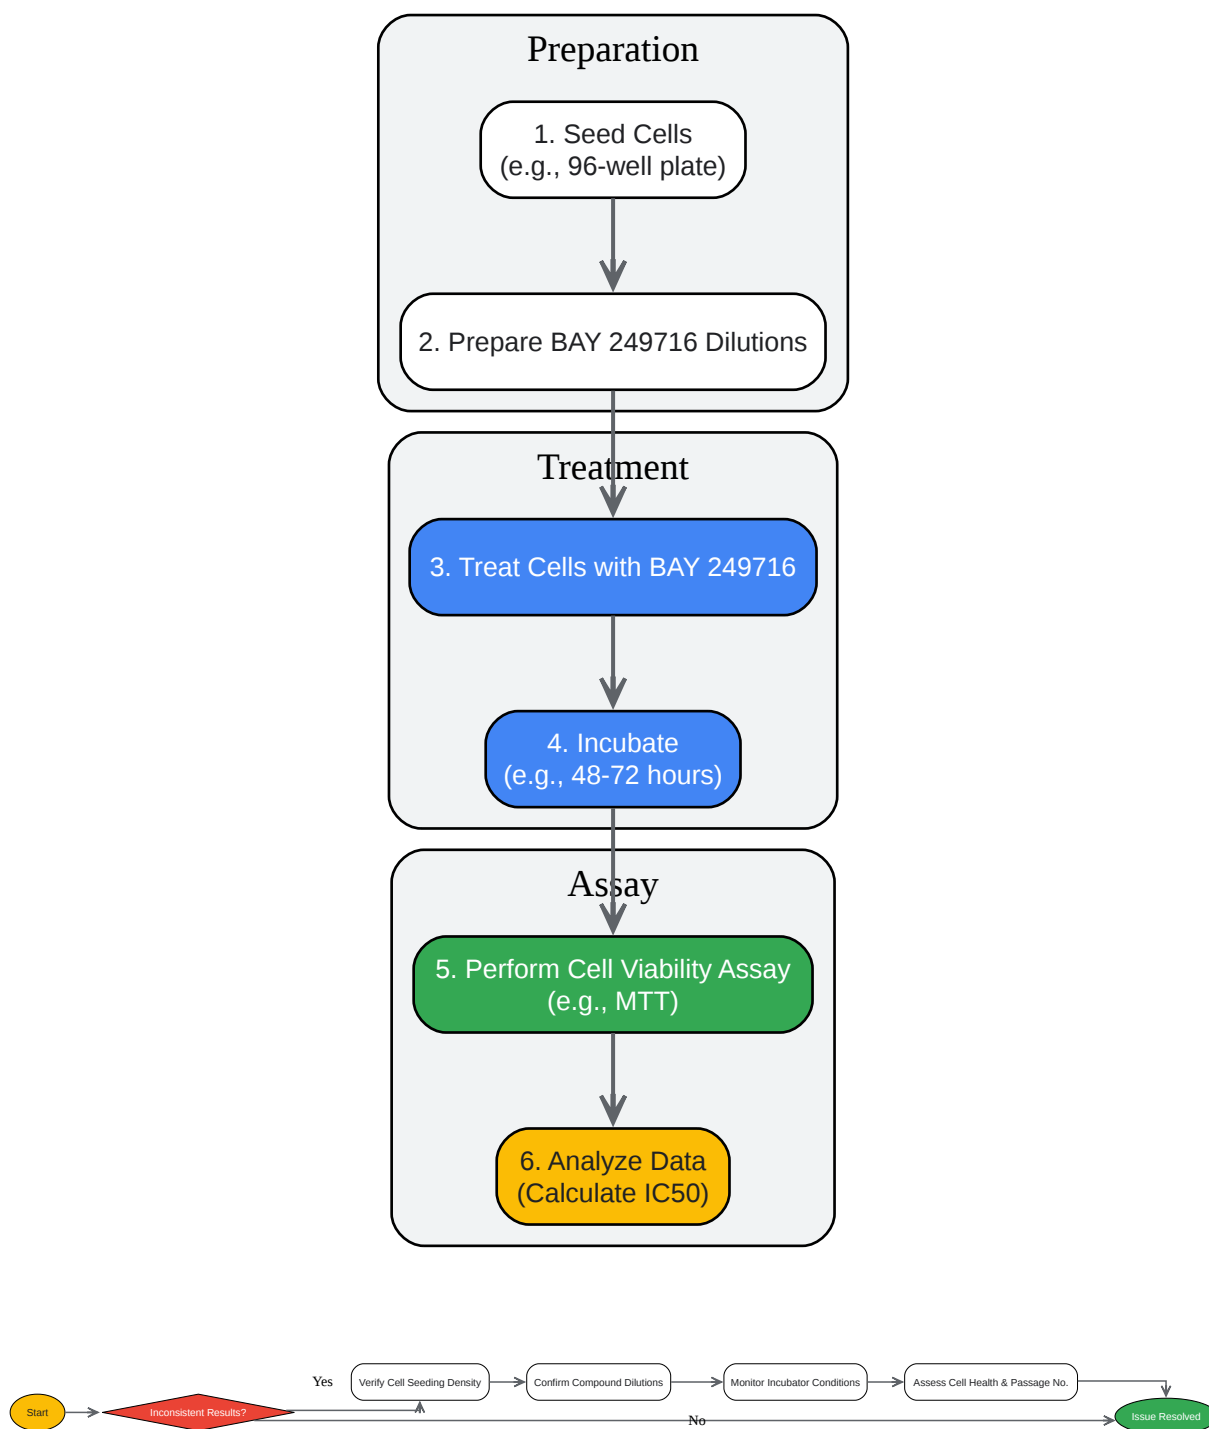 Preparation
1. Seed Cells
(e.g., 96-well plate)
2. Prepare BAY 249716 Dilutions
Treatment
3. Treat Cells with BAY 249716
4. Incubate
(e.g., 48-72 hours)
Assay
5. Perform Cell Viability Assay
(e.g., MTT)
6. Analyze Data
(Calculate IC50)
Start
Inconsistent Results?
Yes
Verify Cell Seeding Density
Confirm Compound Dilutions
Monitor Incubator Conditions
Assess Cell Health & Passage No.
No
Issue Resolved